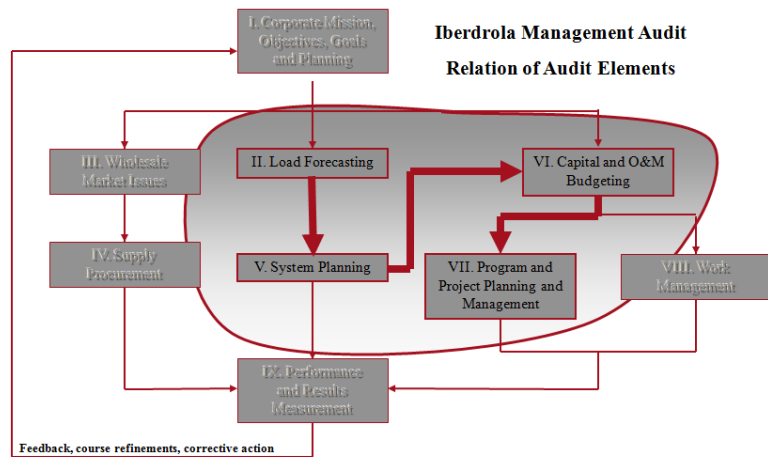 I. Corporate Mission,
Objectives, Goals
and Planning
Iberdrola Management Audit
Relation of Audit Elements
III. Wholesale
Market Issues
II. Load Forecasting
VI. Capital and O&M
Budgeting
IV. Supply
Procurement
V. System Planning
VII. Program and
Project Planning and
Management
VIII. Work
Management
IX. Performance
and Results
Measurement
Feedback, course refinements, corrective action